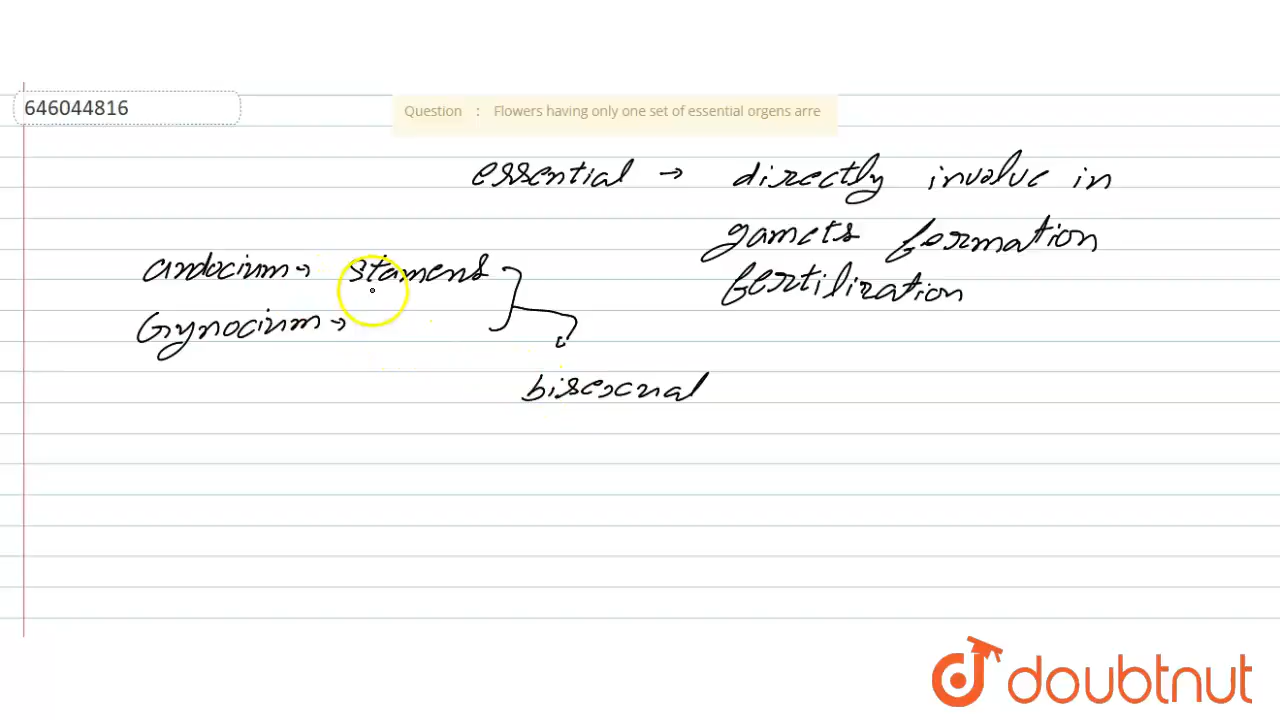 646044816
Question : Flowers having only one set of essential orgens arre
essential → directly involve in
gamets formation
fertilization
andocium → stamens
Gynocium →
bisexual
doubtnut